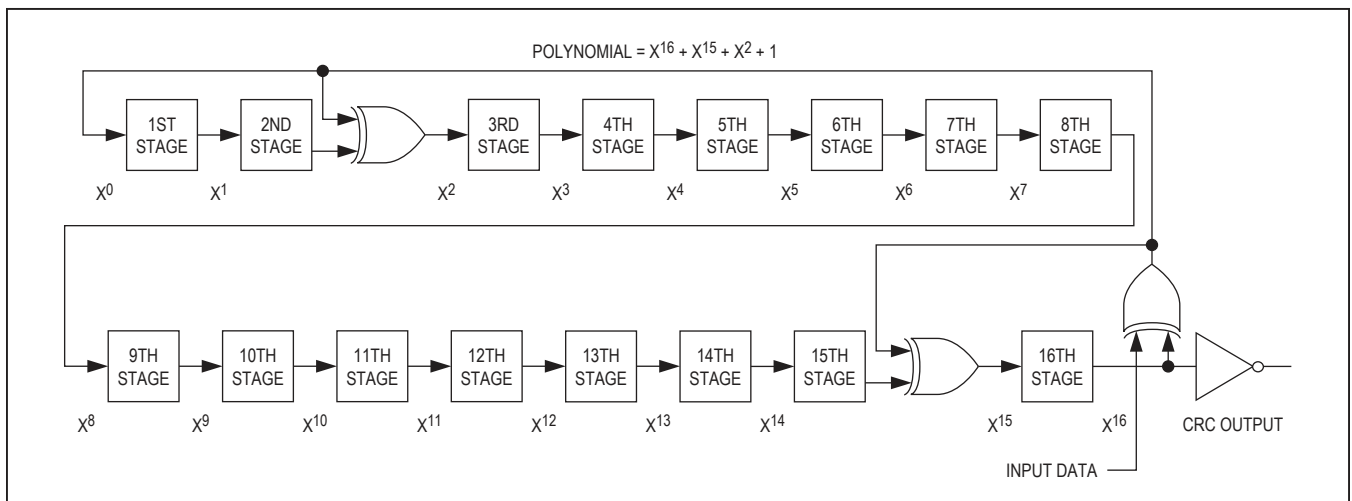 POLYNOMIAL = X16 + X15 + X2 + 1
1ST
STAGE
2ND
STAGE
3RD
STAGE
4TH
STAGE
5TH
STAGE
6TH
STAGE
7TH
STAGE
8TH
STAGE
X0
X1
X2
X3
X4
X5
X6
X7
9TH
STAGE
10TH
STAGE
11TH
STAGE
12TH
STAGE
13TH
STAGE
14TH
STAGE
15TH
STAGE
16TH
STAGE
X8
X9
X10
X11
X12
X13
X14
X15
X16
CRC OUTPUT
INPUT DATA